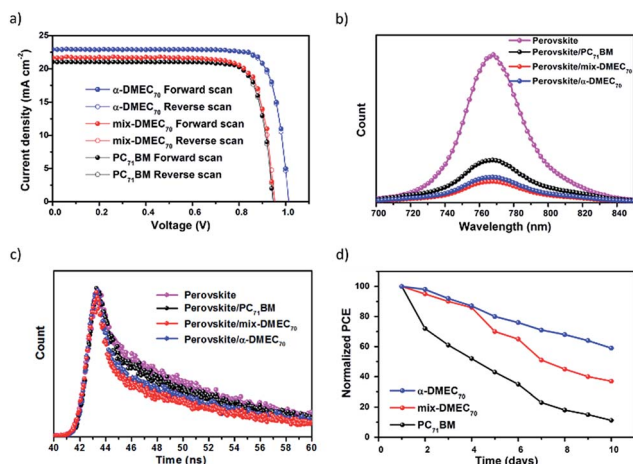 a)
Current density (mA cm⁻²)
25
20
15
10
5
0
α-DMEC₇₀ Forward scan
α-DMEC₇₀ Reverse scan
mix-DMEC₇₀ Forward scan
mix-DMEC₇₀ Reverse scan
PC₇₁BM Forward scan
PC₇₁BM Reverse scan
0.0 0.2 0.4 0.6 0.8 1.0
Voltage (V)
b)
Count
Perovskite
Perovskite/PC₇₁BM
Perovskite/mix-DMEC₇₀
Perovskite/α-DMEC₇₀
700 720 740 760 780 800 820 840
Wavelength (nm)
c)
Count
Perovskite
Perovskite/PC₇₁BM
Perovskite/mix-DMEC₇₀
Perovskite/α-DMEC₇₀
40 42 44 46 48 50 52 54 56 58 60
Time (ns)
d)
Normalized PCE
100
80
60
40
20
0
α-DMEC₇₀
mix-DMEC₇₀
PC₇₁BM
0 2 4 6 8 10
Time (days)